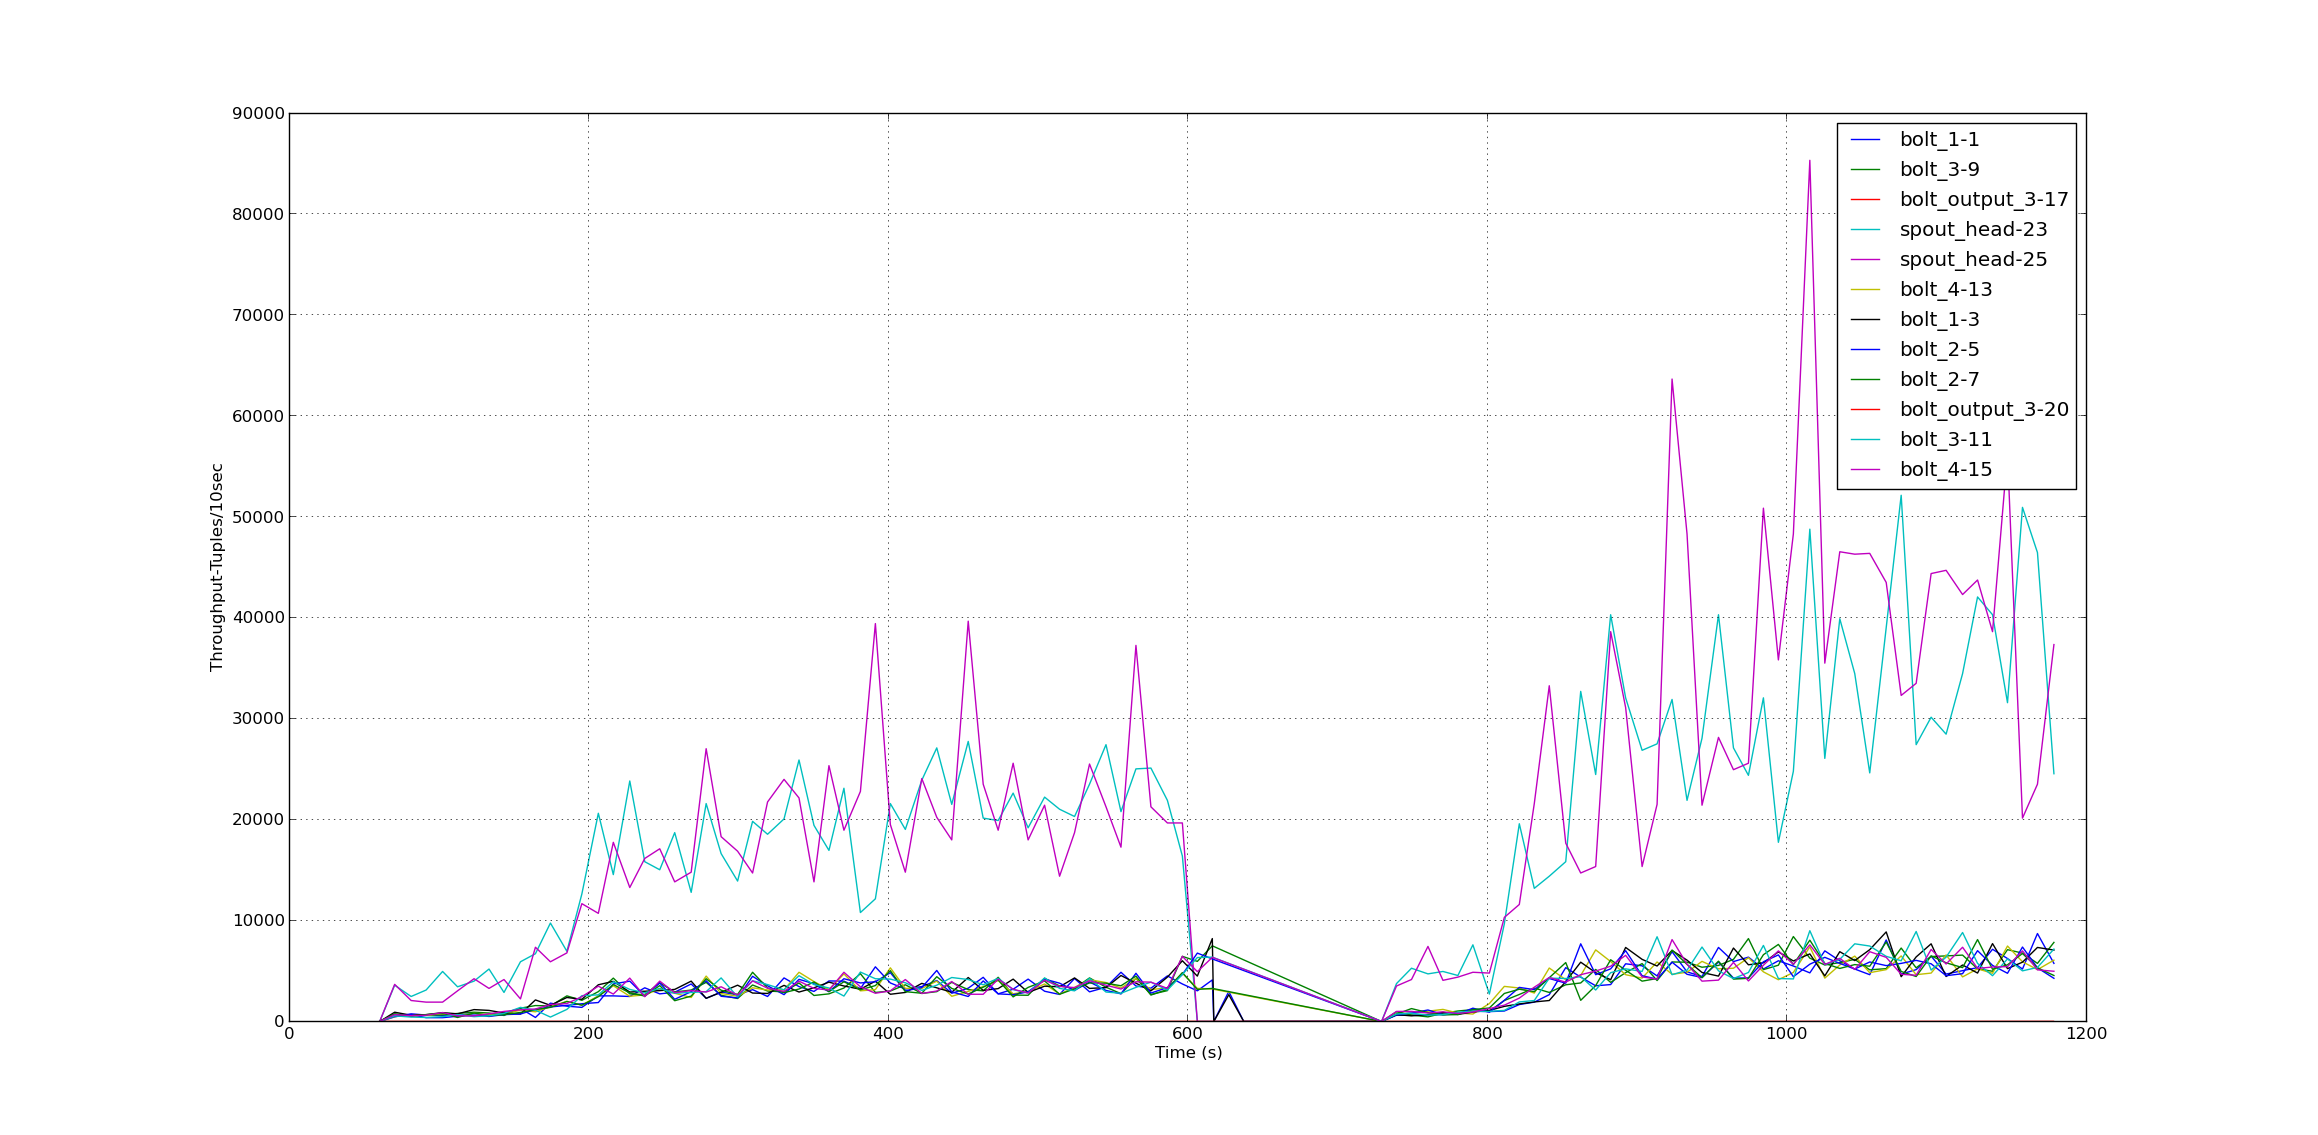 90000
80000
70000
60000
50000
40000
30000
20000
10000
0
Throughput-Tuples/10sec
0 200 400 600 800 1000 1200
Time (s)
bolt_1-1
bolt_3-9
bolt_output_3-17
spout_head-23
spout_head-25
bolt_4-13
bolt_1-3
bolt_2-5
bolt_2-7
bolt_output_3-20
bolt_3-11
bolt_4-15